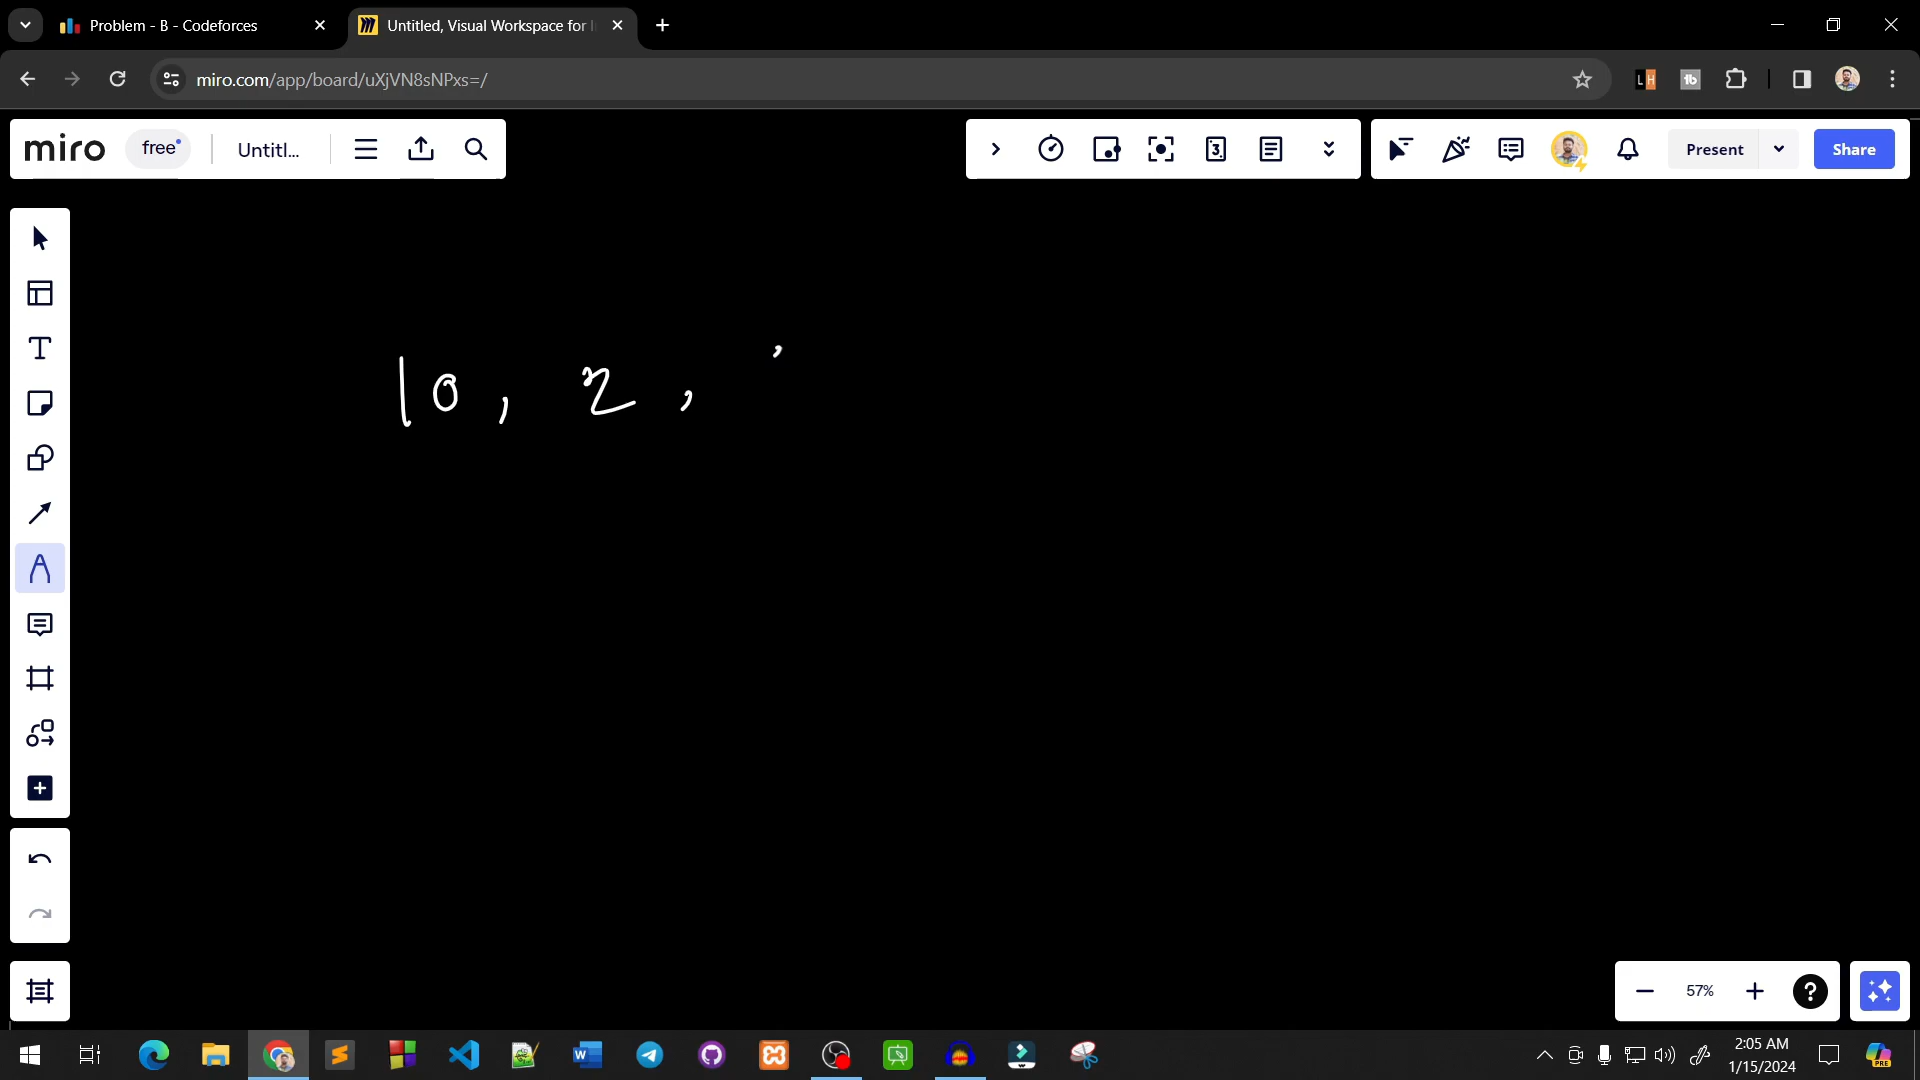 Problem - B - Codeforces
Untitled, Visual Workspace for I
miro.com/app/board/uXjVN8sNPxs=/
miro free Untitl... Present Share
10, 2, ,
57%
2:05 AM
1/15/2024